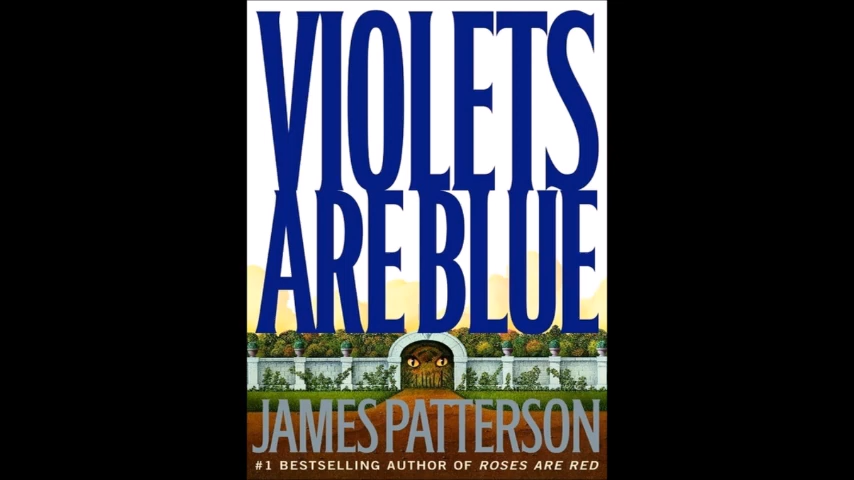 VIOLETS
ARE BLUE
JAMES PATTERSON
#1 BESTSELLING AUTHOR OF ROSES ARE RED